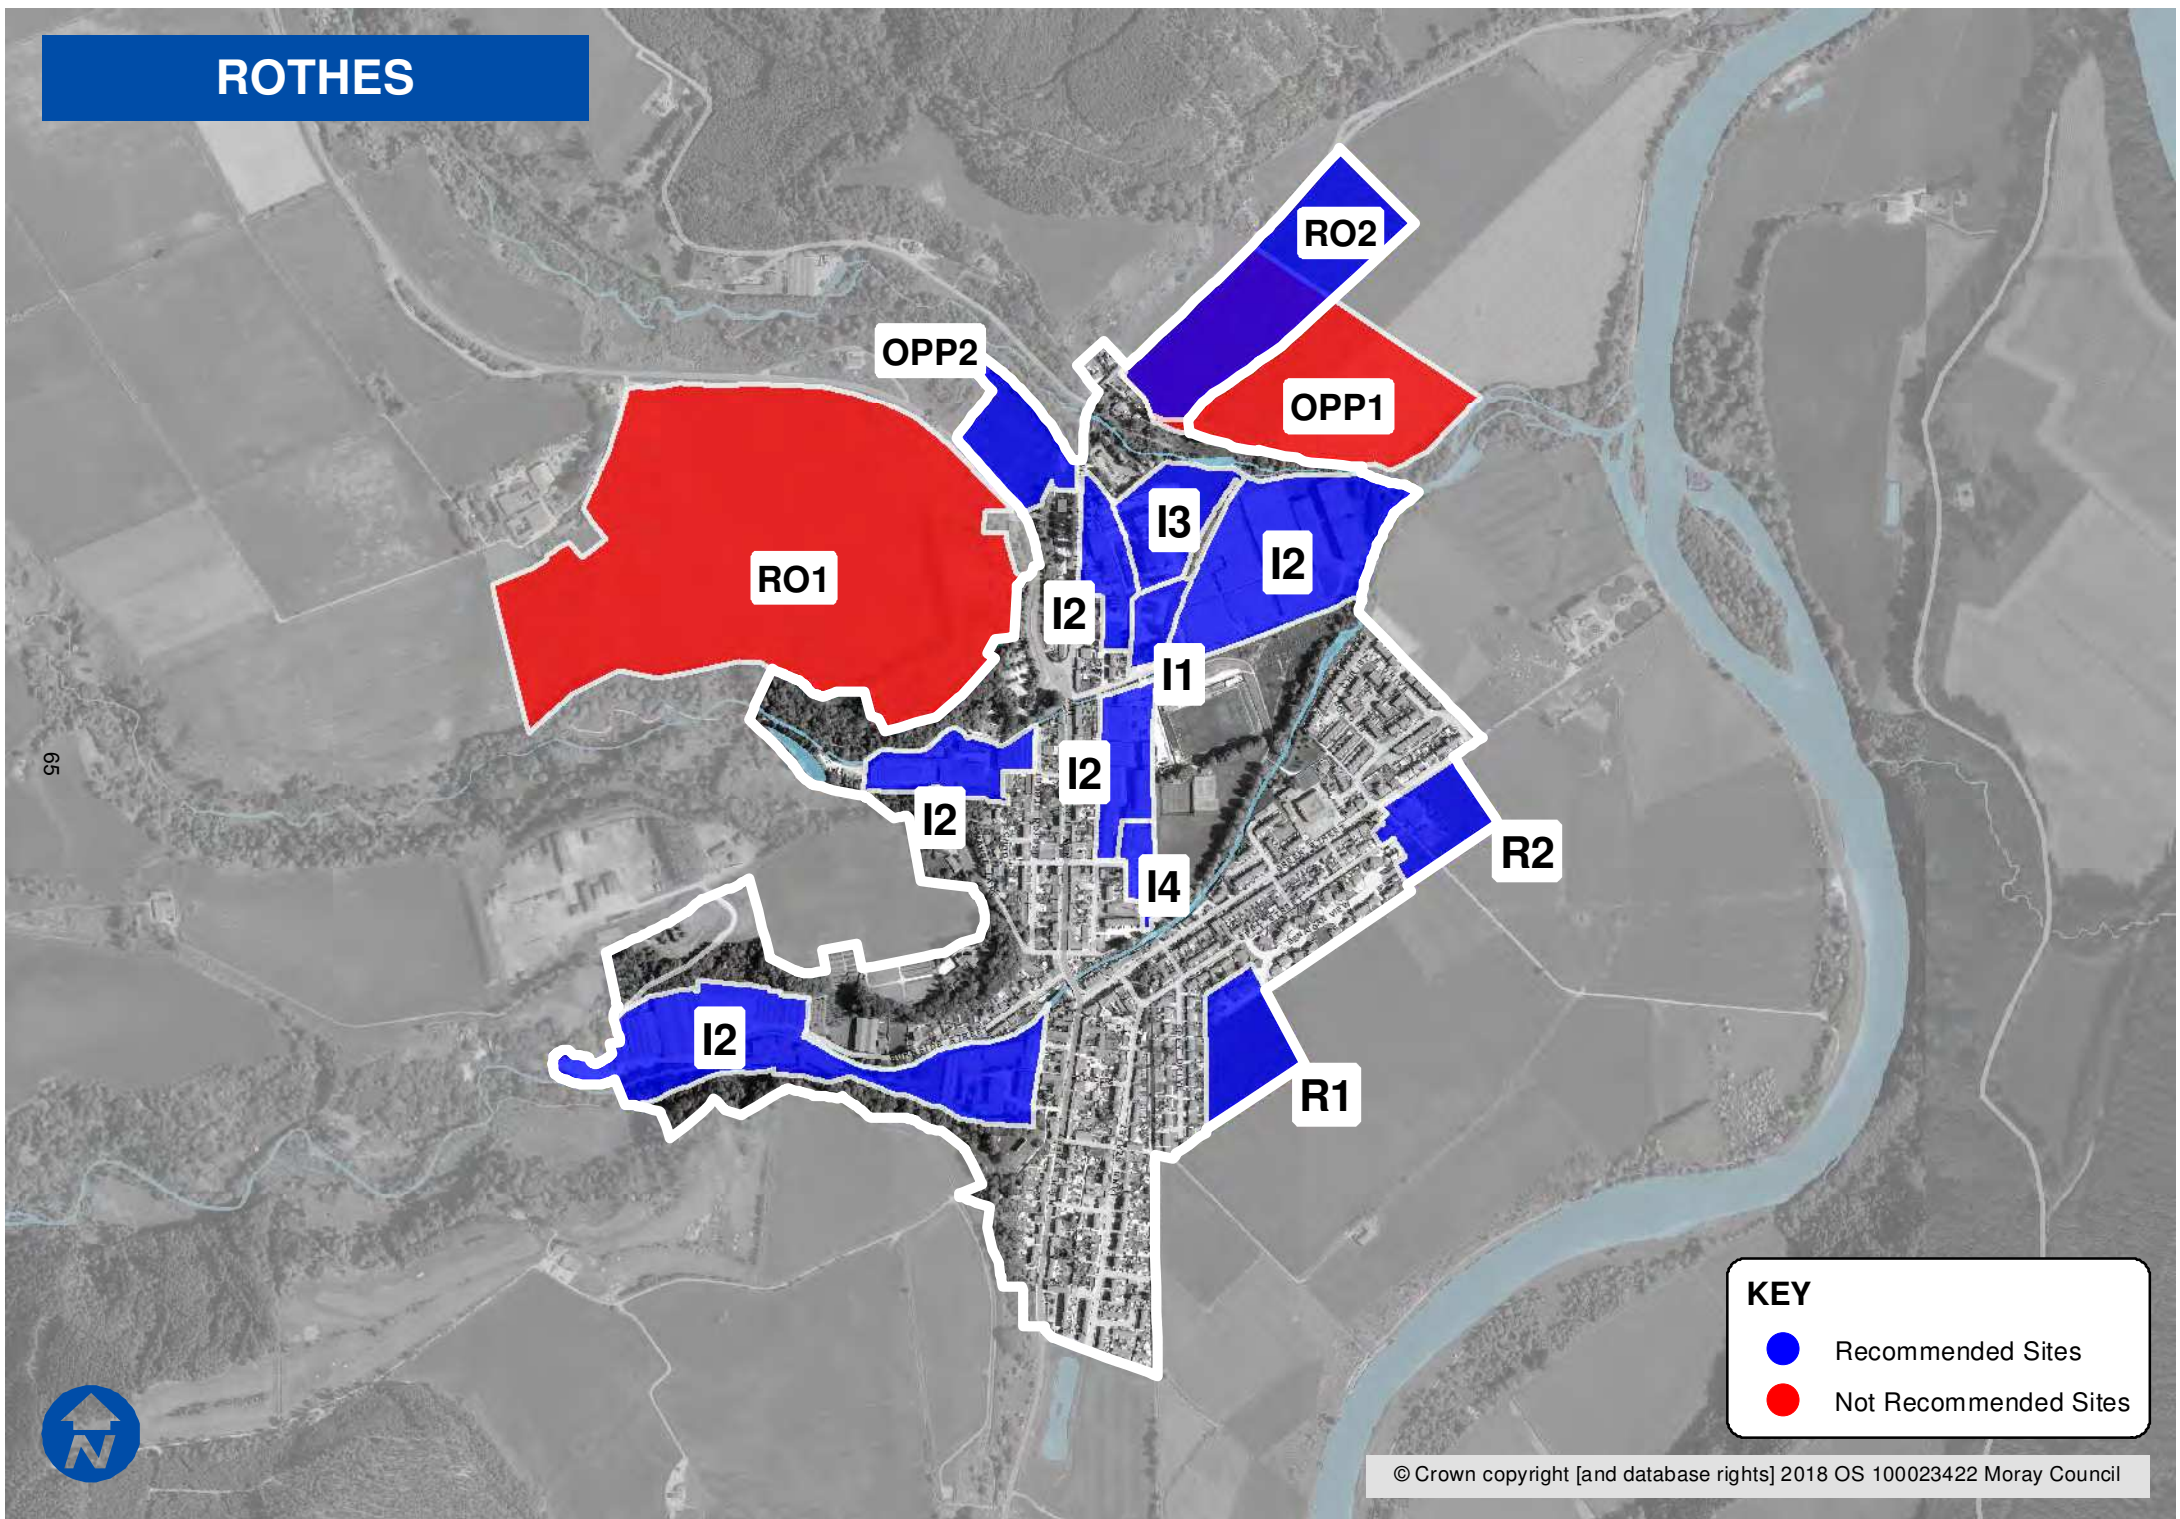 ROTHES
RO2
OPP2
OPP1
I3
I2
RO1
I2
I1
65
I2
I2
R2
I4
I2
R1
KEY
Recommended Sites
Not Recommended Sites
N
© Crown copyright [and database rights] 2018 OS 100023422 Moray Council